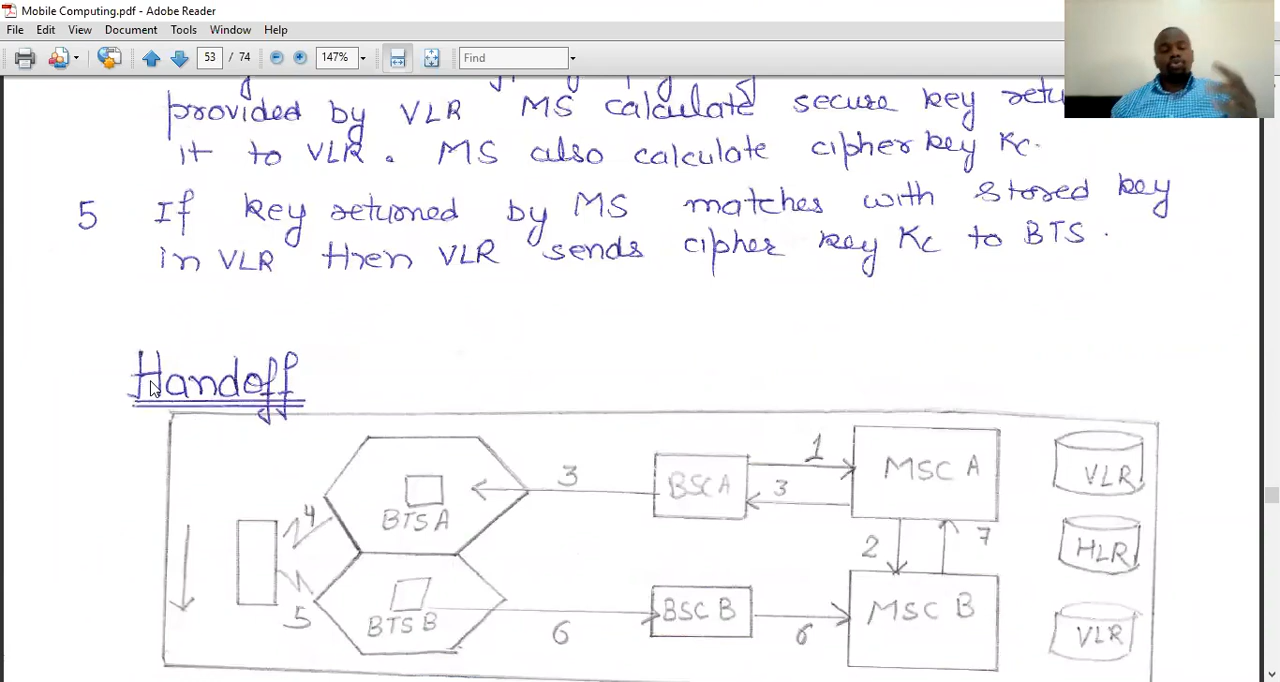 Mobile Computing.pdf - Adobe Reader
File Edit View Document Tools Window Help
53 / 74 147% Find
provided by VLR MS calculate secure key
it to VLR. MS also calculate cipher key Kc.
5 If key returned by MS matches with stored key
in VLR then VLR sends cipher key Kc to BTS.
Handoff
1
MSC A
VLR
3
BSC A
3
BTS A
4
2
7
HLR
5
BTS B
6
BSC B
6
MSC B
VLR